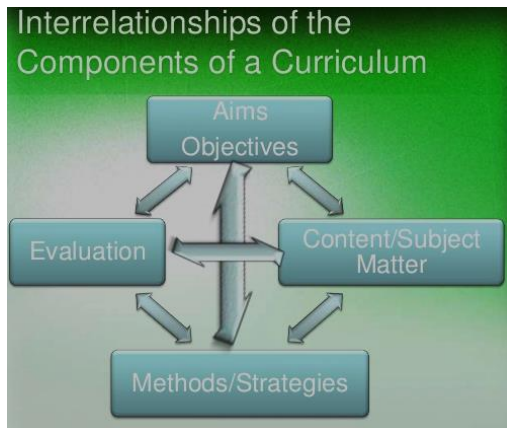 Interrelationships of the
Components of a Curriculum
Aims
Objectives
Evaluation
Content/Subject
Matter
Methods/Strategies